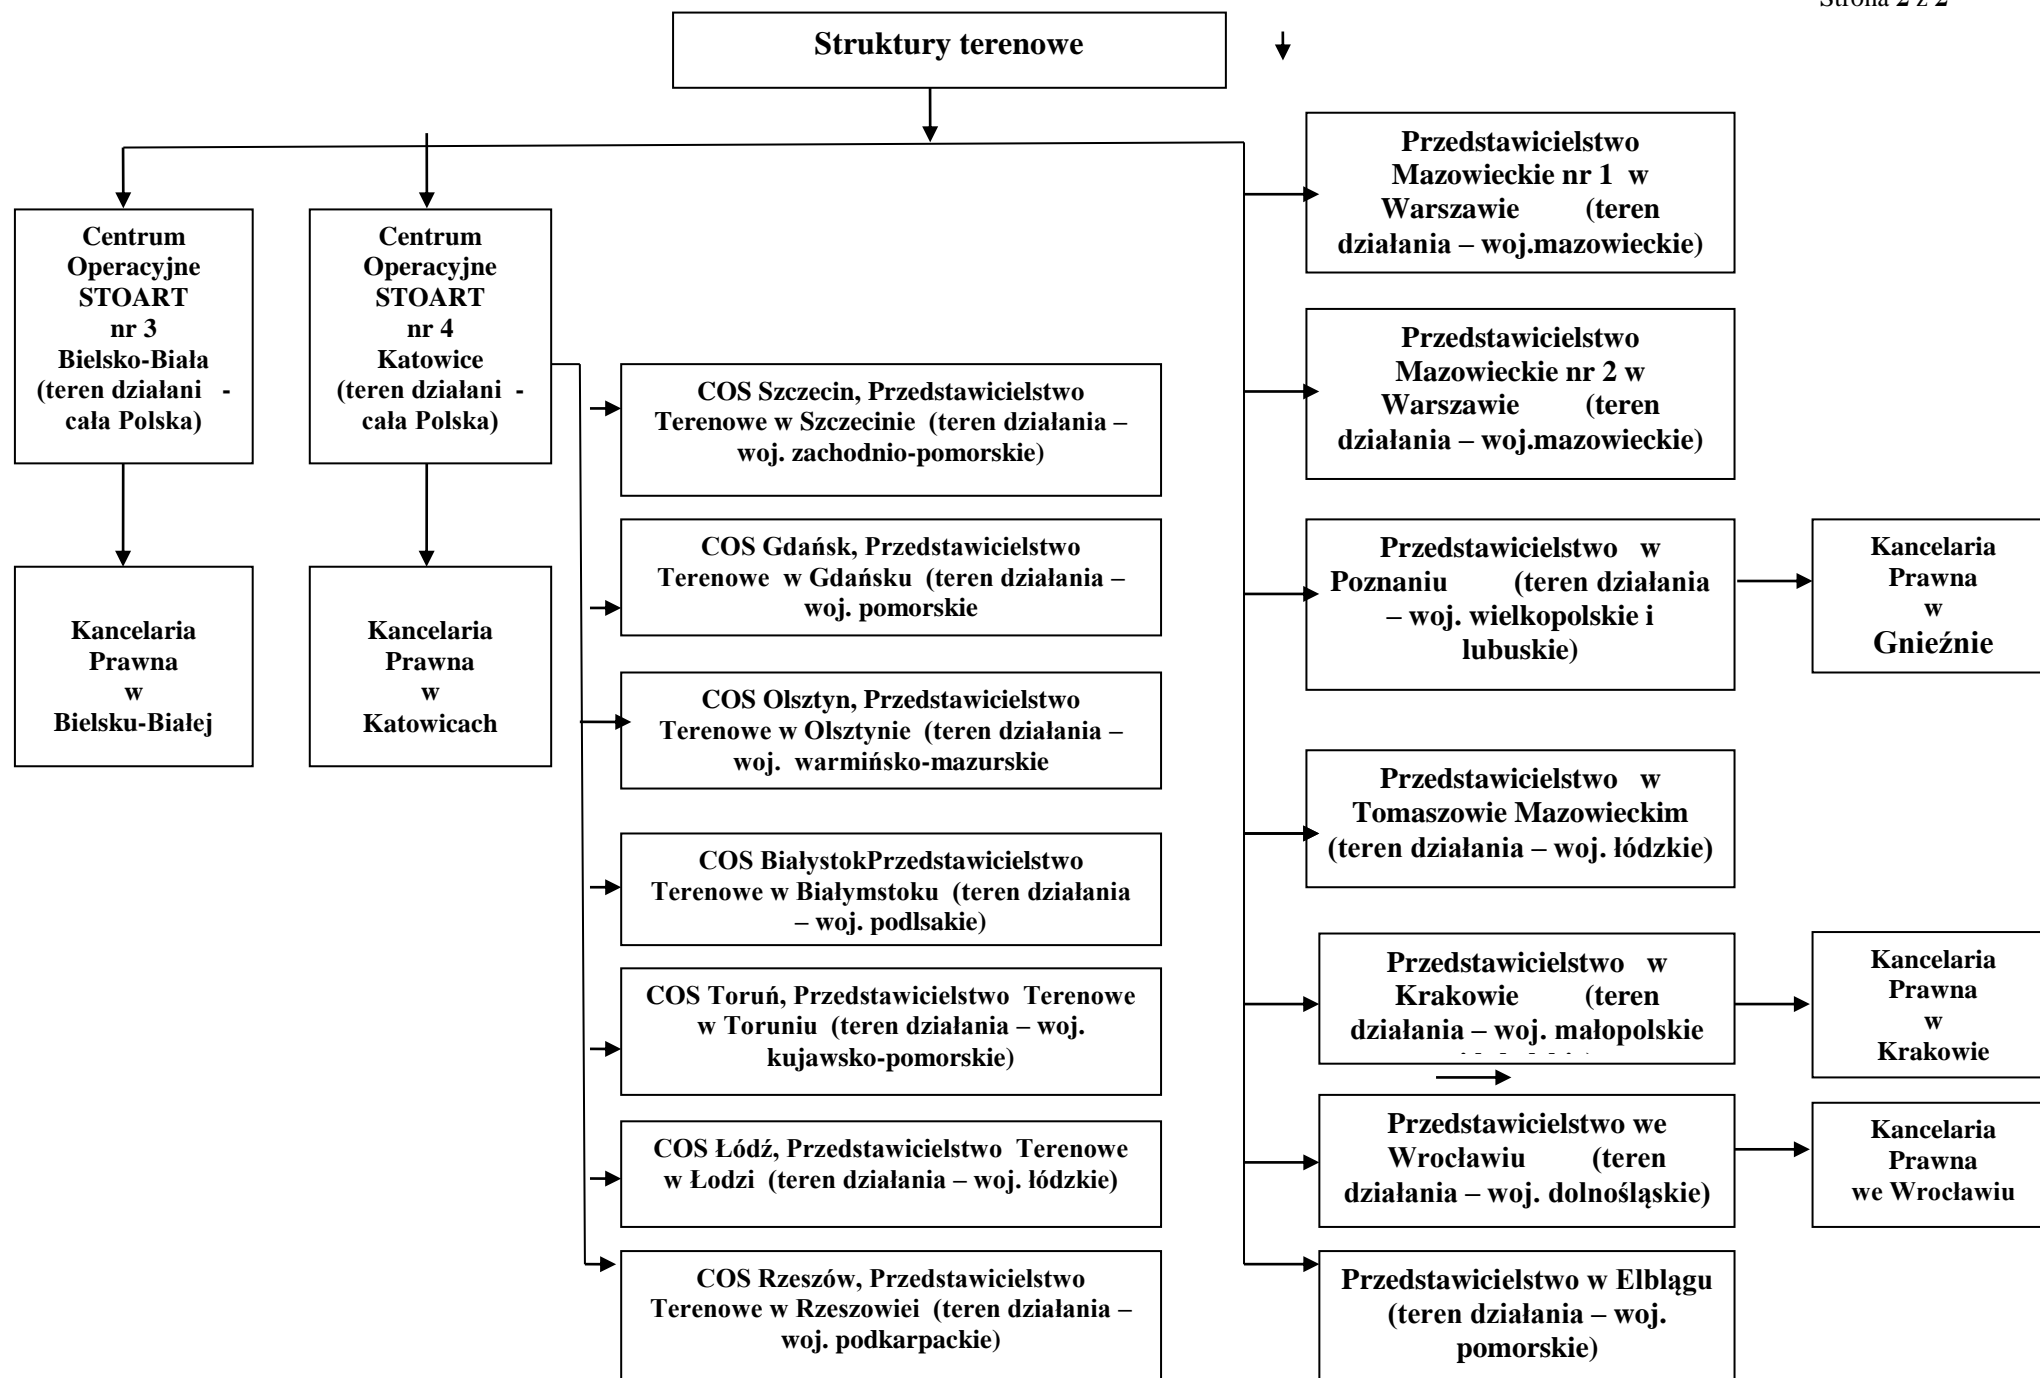 Strona 2 z 2
Struktury terenowe
Centrum
Operacyjne
STOART
nr 3
Bielsko-Biała
(teren działani -
cała Polska)
Centrum
Operacyjne
STOART
nr 4
Katowice
(teren działani -
cała Polska)
Kancelaria
Prawna
w
Bielsku-Białej
Kancelaria
Prawna
w
Katowicach
COS Szczecin, Przedstawicielstwo
Terenowe w Szczecinie (teren działania –
woj. zachodnio-pomorskie)
COS Gdańsk, Przedstawicielstwo
Terenowe w Gdańsku (teren działania –
woj. pomorskie
COS Olsztyn, Przedstawicielstwo
Terenowe w Olsztynie (teren działania –
woj. warmińsko-mazurskie
COS BiałystokPrzedstawicielstwo
Terenowe w Białymstoku (teren działania
– woj. podlsakie)
COS Toruń, Przedstawicielstwo Terenowe
w Toruniu (teren działania – woj.
kujawsko-pomorskie)
COS Łódź, Przedstawicielstwo Terenowe
w Łodzi (teren działania – woj. łódzkie)
COS Rzeszów, Przedstawicielstwo
Terenowe w Rzeszowiei (teren działania –
woj. podkarpackie)
Przedstawicielstwo
Mazowieckie nr 1 w
Warszawie (teren
działania – woj.mazowieckie)
Przedstawicielstwo
Mazowieckie nr 2 w
Warszawie (teren
działania – woj.mazowieckie)
Przedstawicielstwo w
Poznaniu (teren działania
– woj. wielkopolskie i
lubuskie)
Kancelaria
Prawna
w
Gnieźnie
Przedstawicielstwo w
Tomaszowie Mazowieckim
(teren działania – woj. łódzkie)
Przedstawicielstwo w
Krakowie (teren
działania – woj. małopolskie
Kancelaria
Prawna
w
Krakowie
Przedstawicielstwo we
Wrocławiu (teren
działania – woj. dolnośląskie)
Kancelaria
Prawna
we Wrocławiu
Przedstawicielstwo w Elblągu
(teren działania – woj.
pomorskie)